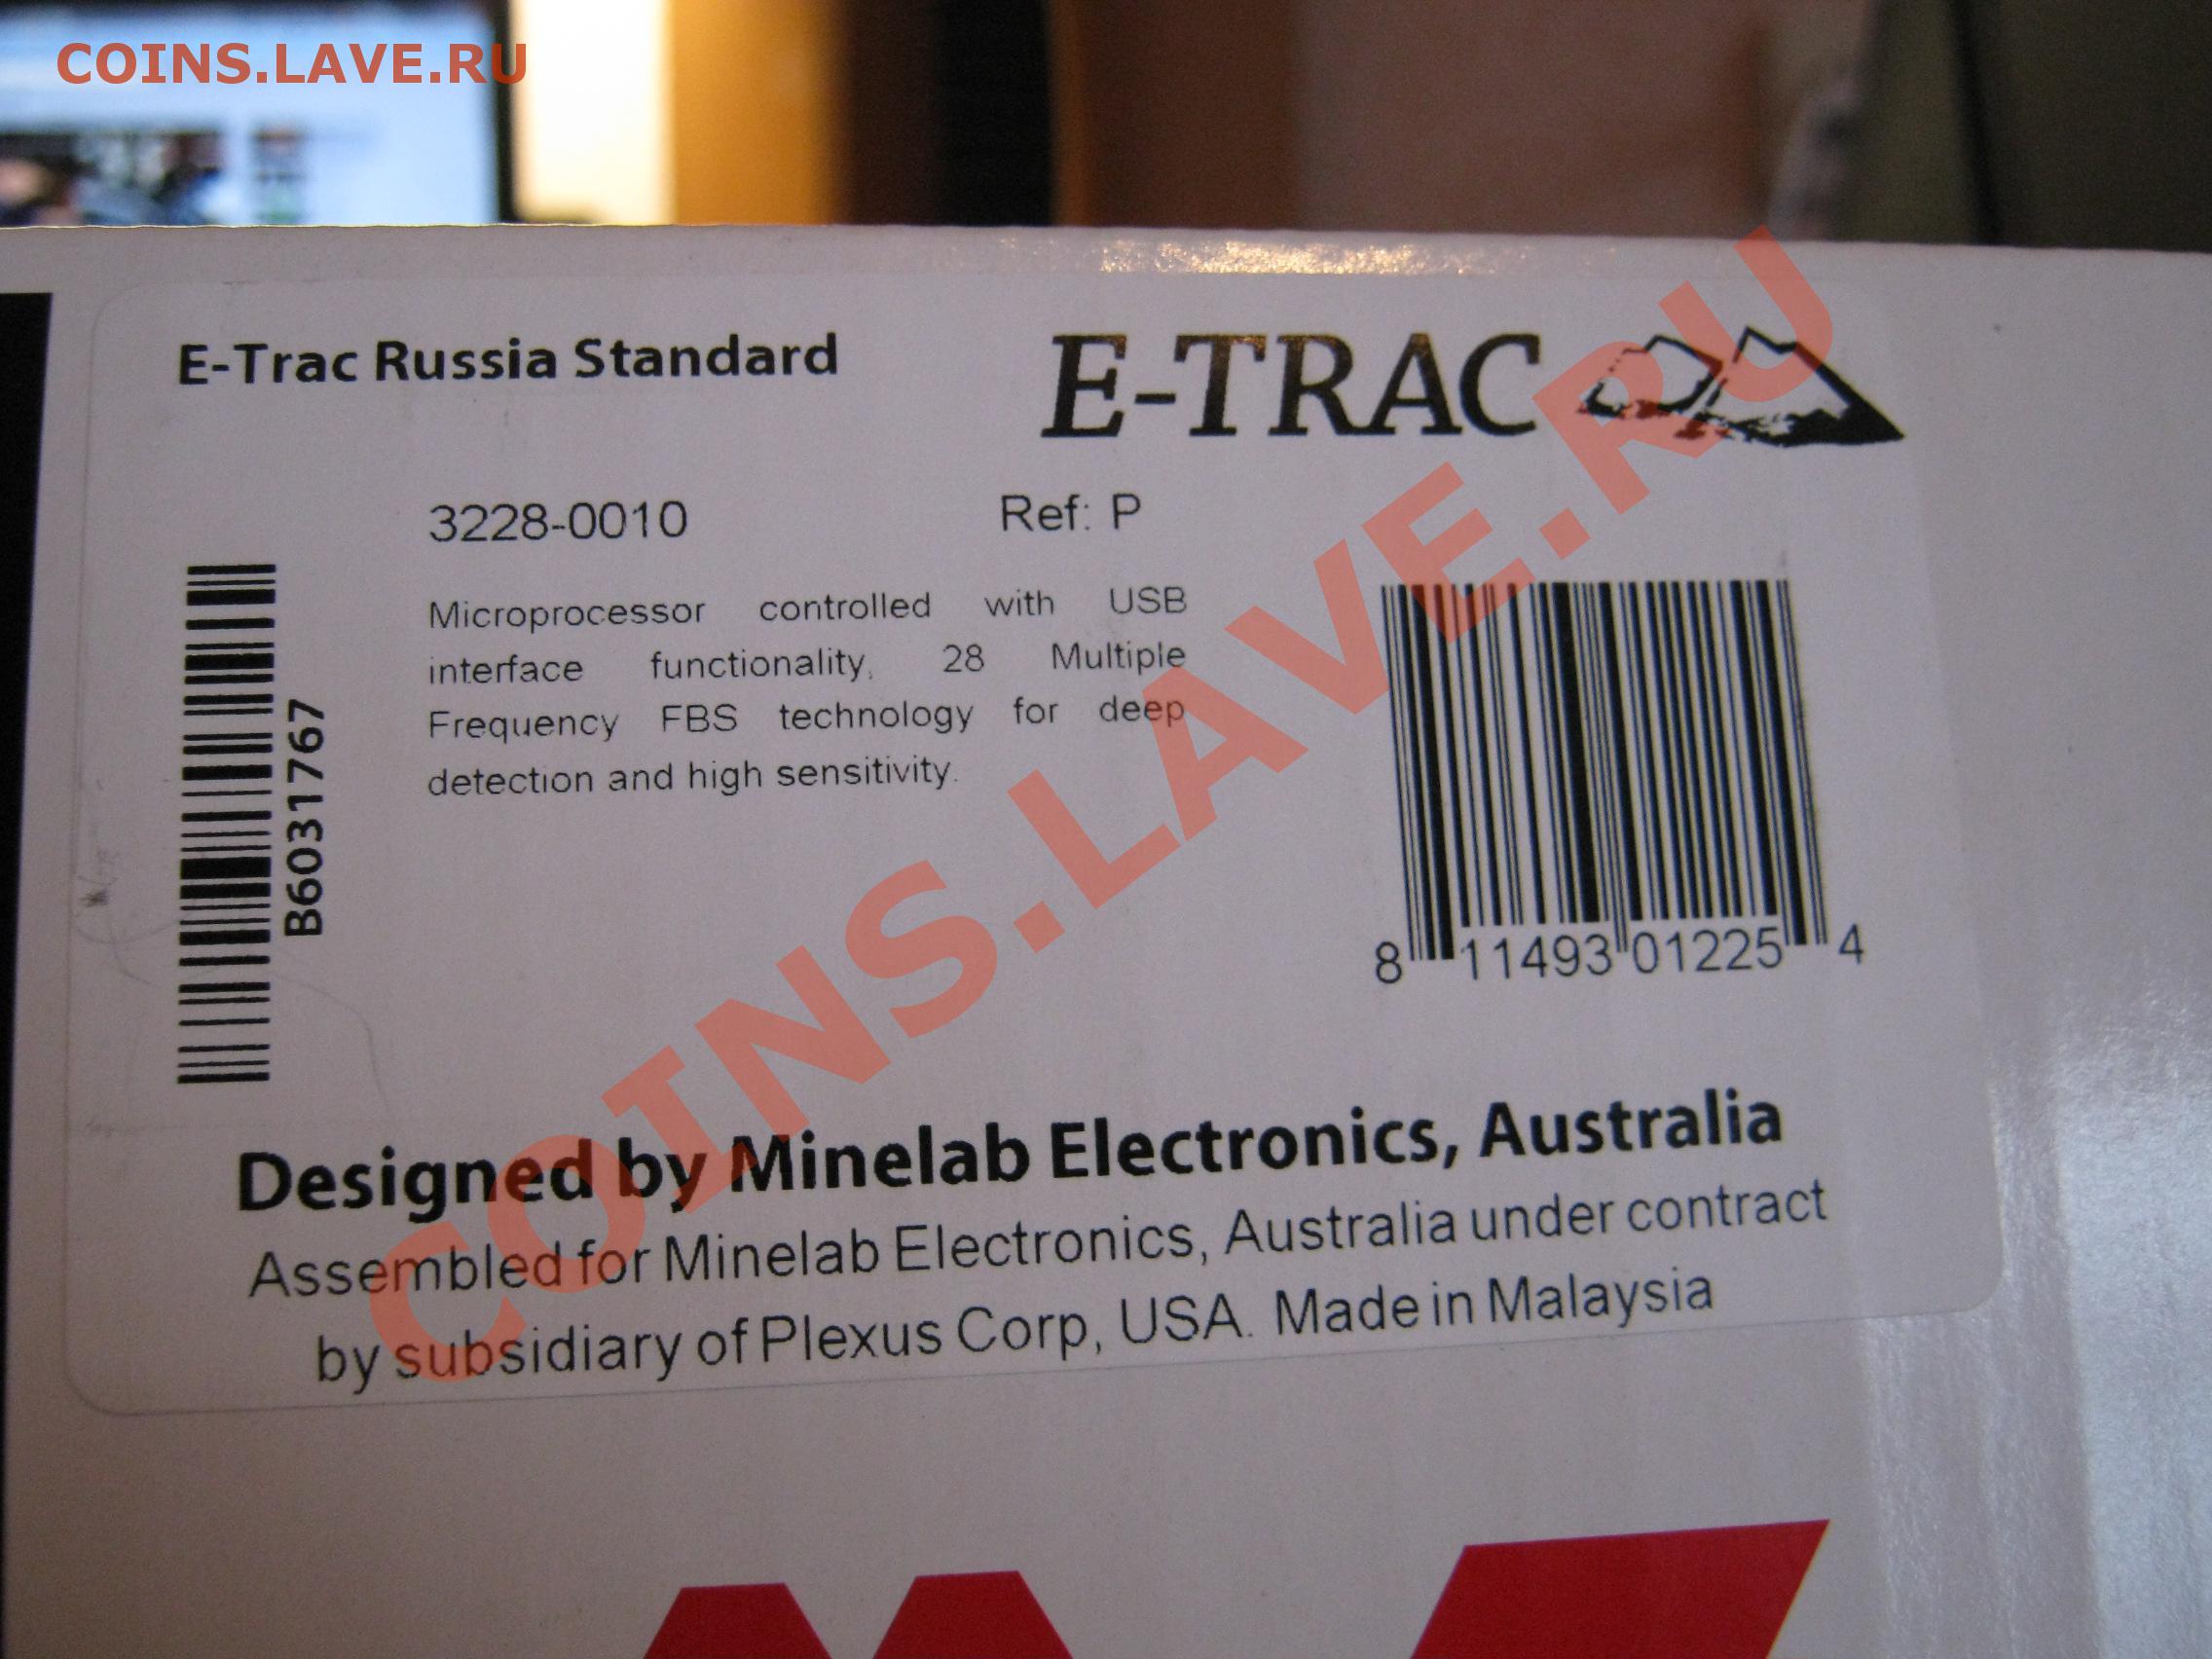 COINS.LAVE.RU
E-Trac Russia Standard
E-TRAC
3228-0010
Ref: P
Microprocessor controlled with USB
interface functionality, 28 Multiple
Frequency FBS technology for deep
detection and high sensitivity.
B6031767
8 11493 01225 4
COINS.LAVE.RU
Designed by Minelab Electronics, Australia
Assembled for Minelab Electronics, Australia under contract
by subsidiary of Plexus Corp, USA. Made in Malaysia